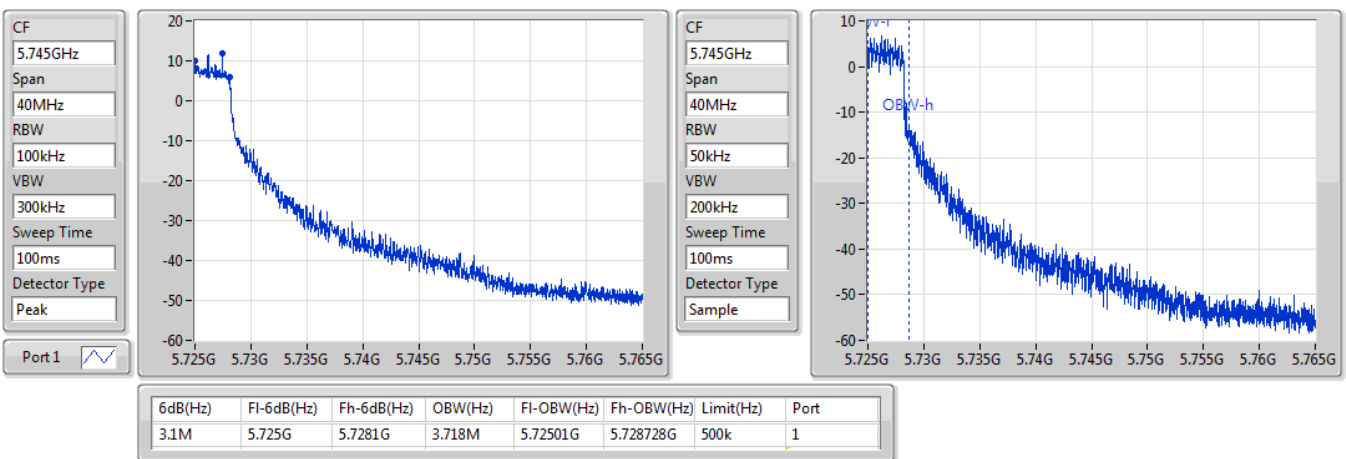 CF
5.745GHz
Span
40MHz
RBW
100kHz
VBW
300kHz
Sweep Time
100ms
Detector Type
Peak
Port 1
20
10
0
-10
-20
-30
-40
-50
-60
5.725G 5.73G 5.735G 5.74G 5.745G 5.75G 5.755G 5.76G 5.765G
CF
5.745GHz
Span
40MHz
RBW
50kHz
VBW
200kHz
Sweep Time
100ms
Detector Type
Sample
10
0
-10
-20
-30
-40
-50
-60
OBW-h
5.725G 5.73G 5.735G 5.74G 5.745G 5.75G 5.755G 5.76G 5.765G
6dB(Hz) Fl-6dB(Hz) Fh-6dB(Hz) OBW(Hz) Fl-OBW(Hz) Fh-OBW(Hz) Limit(Hz) Port
3.1M 5.725G 5.7281G 3.718M 5.72501G 5.728728G 500k 1